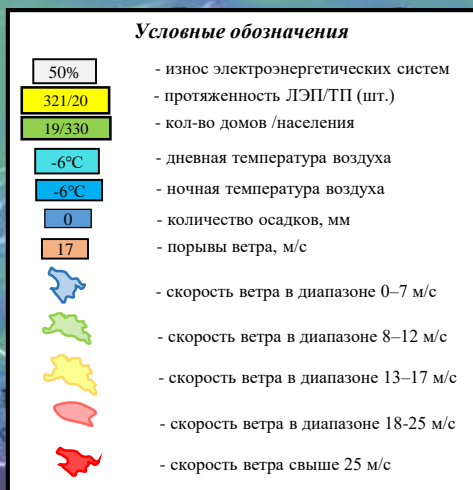 Условные обозначения
50% - износ электроэнергетических систем
321/20 - протяженность ЛЭП/ТП (шт.)
19/330 - кол-во домов /населения
-6°С - дневная температура воздуха
-6°С - ночная температура воздуха
0 - количество осадков, мм
17 - порывы ветра, м/с
- скорость ветра в диапазоне 0–7 м/с
- скорость ветра в диапазоне 8–12 м/с
- скорость ветра в диапазоне 13–17 м/с
- скорость ветра в диапазоне 18-25 м/с
- скорость ветра свыше 25 м/с